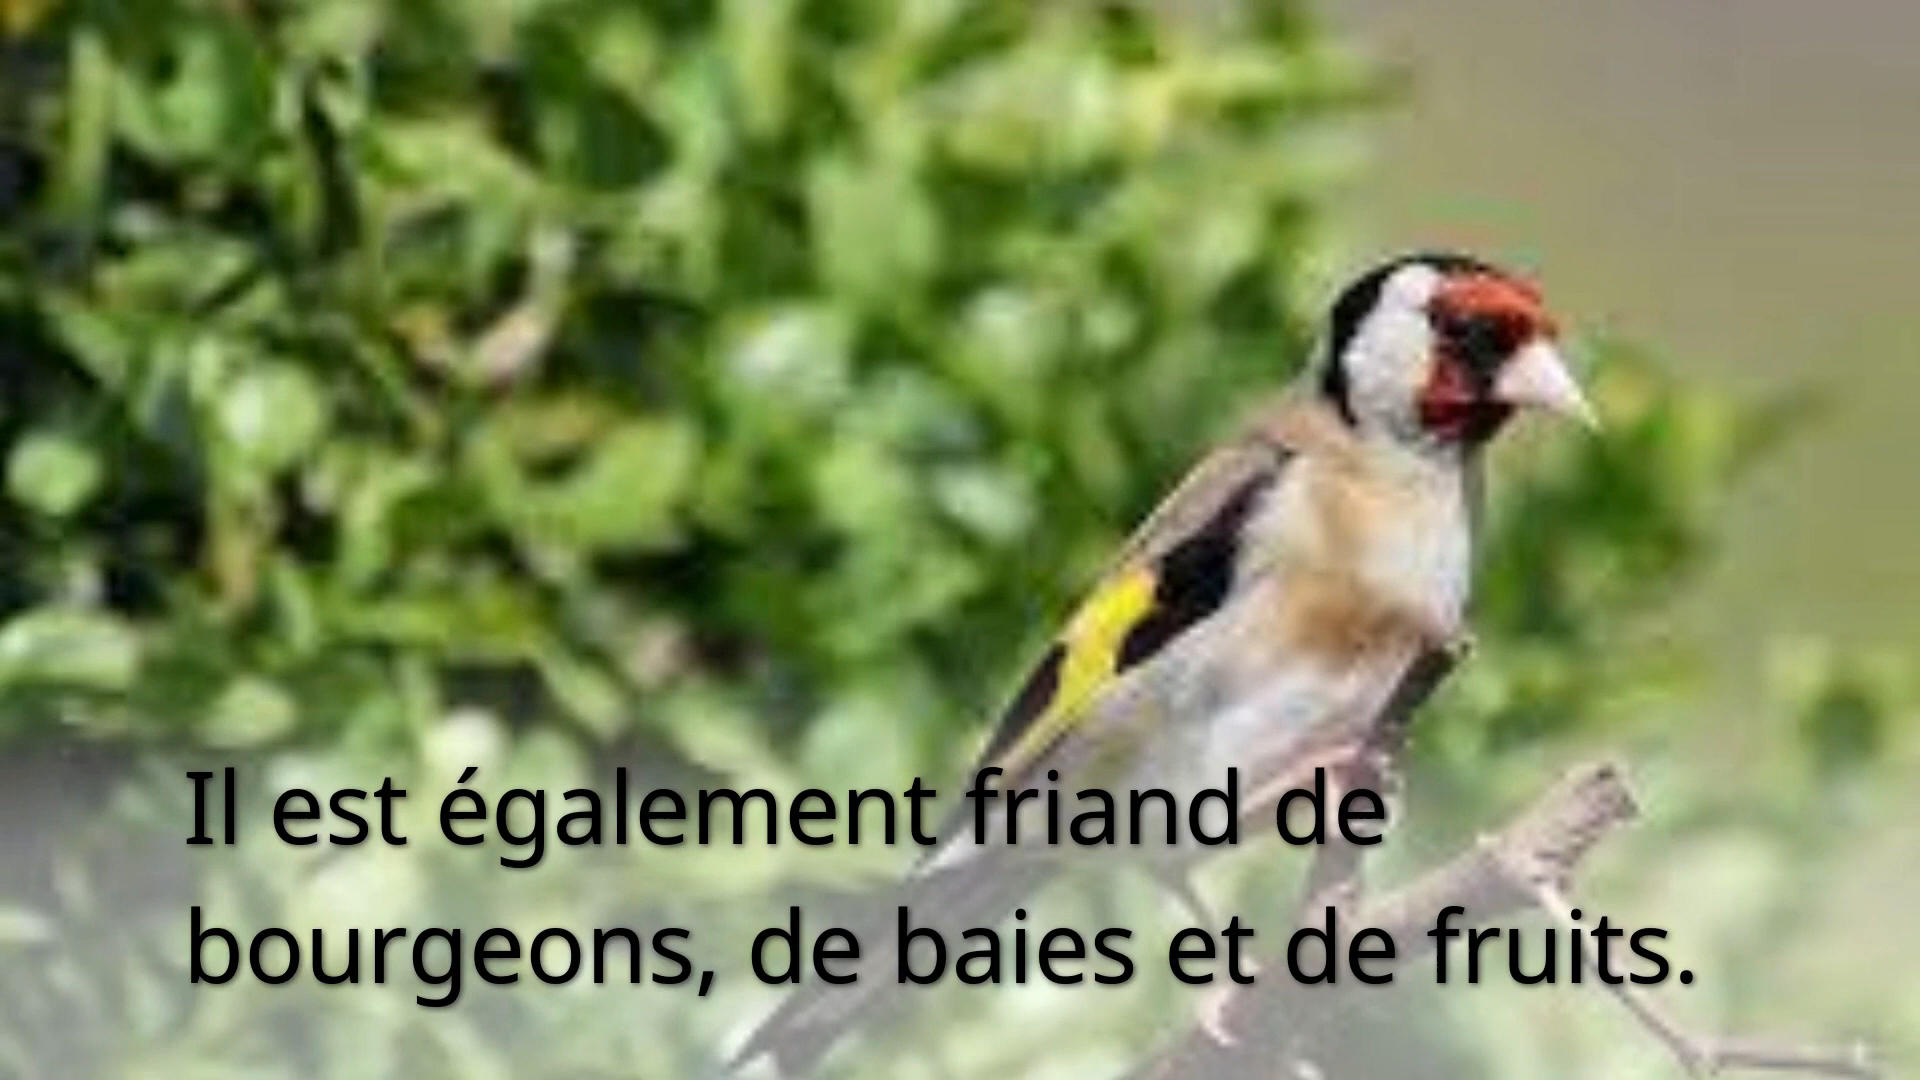 Il est également friand de
bourgeons, de baies et de fruits.